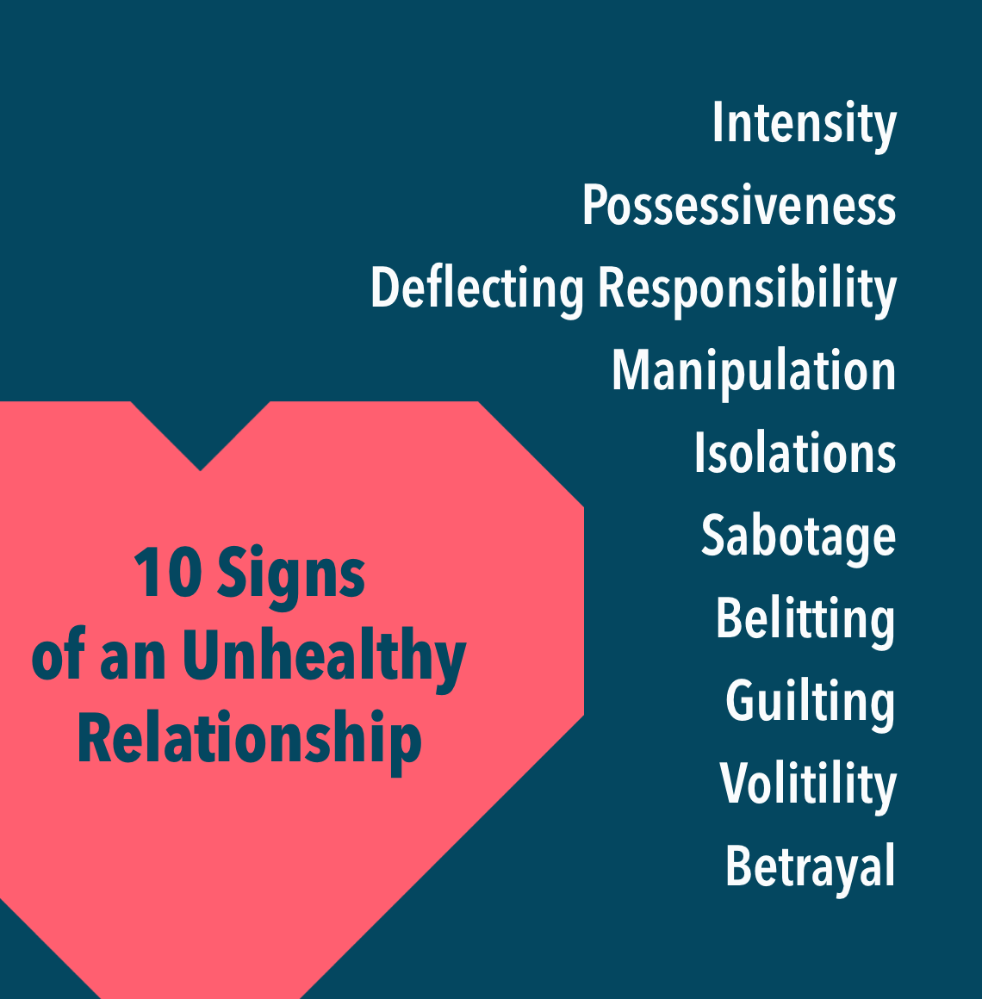 Intensity
Possessiveness
Deflecting Responsibility
Manipulation
Isolations
Sabotage
Belitting
Guilting
Volitility
Betrayal
10 Signs
of an Unhealthy
Relationship